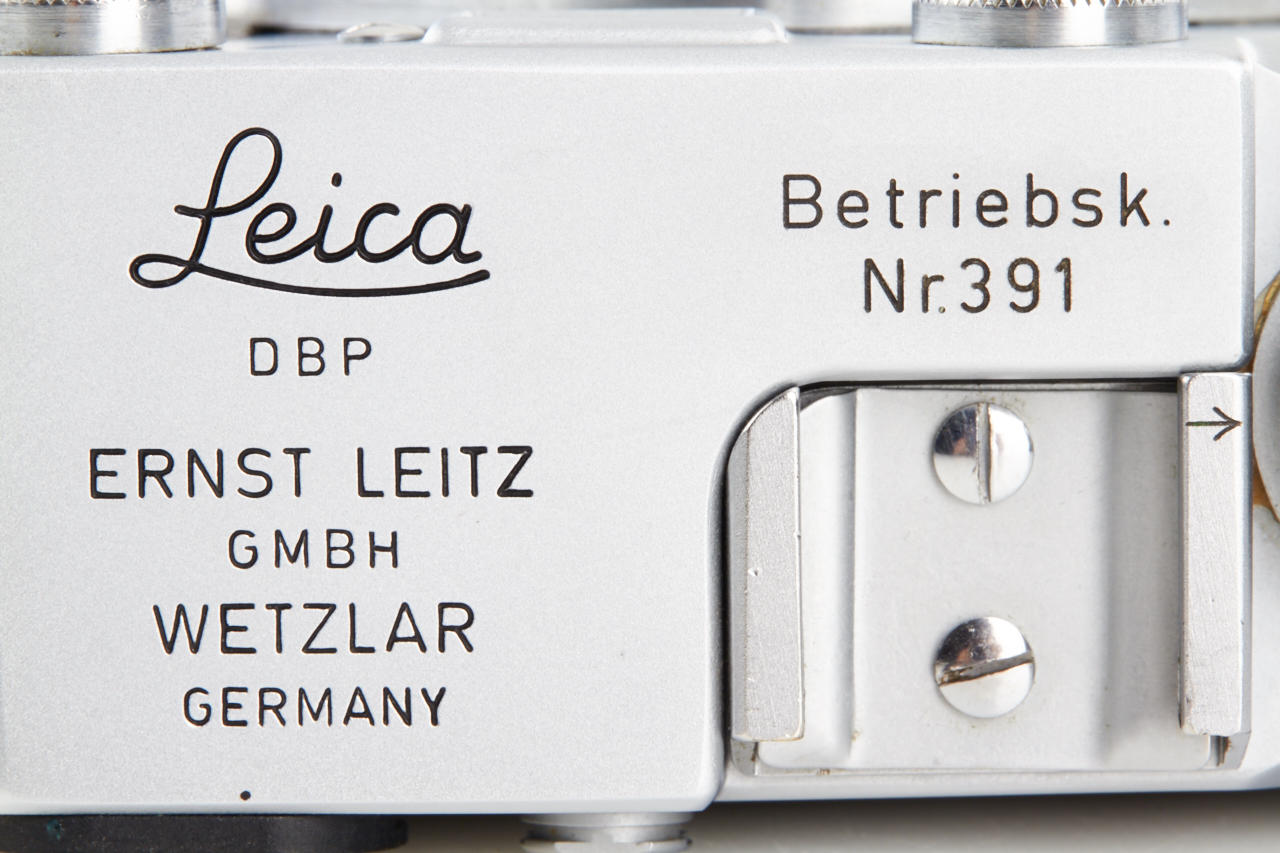 Leica
DBP
ERNST LEITZ
GMBH
WETZLAR
GERMANY
Betriebsk.
Nr.391
→